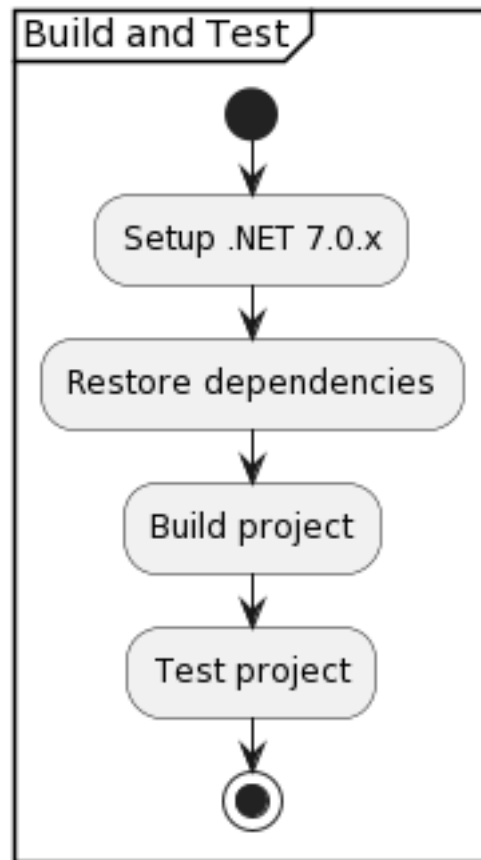 Build and Test
Setup .NET 7.0.x
Restore dependencies
Build project
Test project